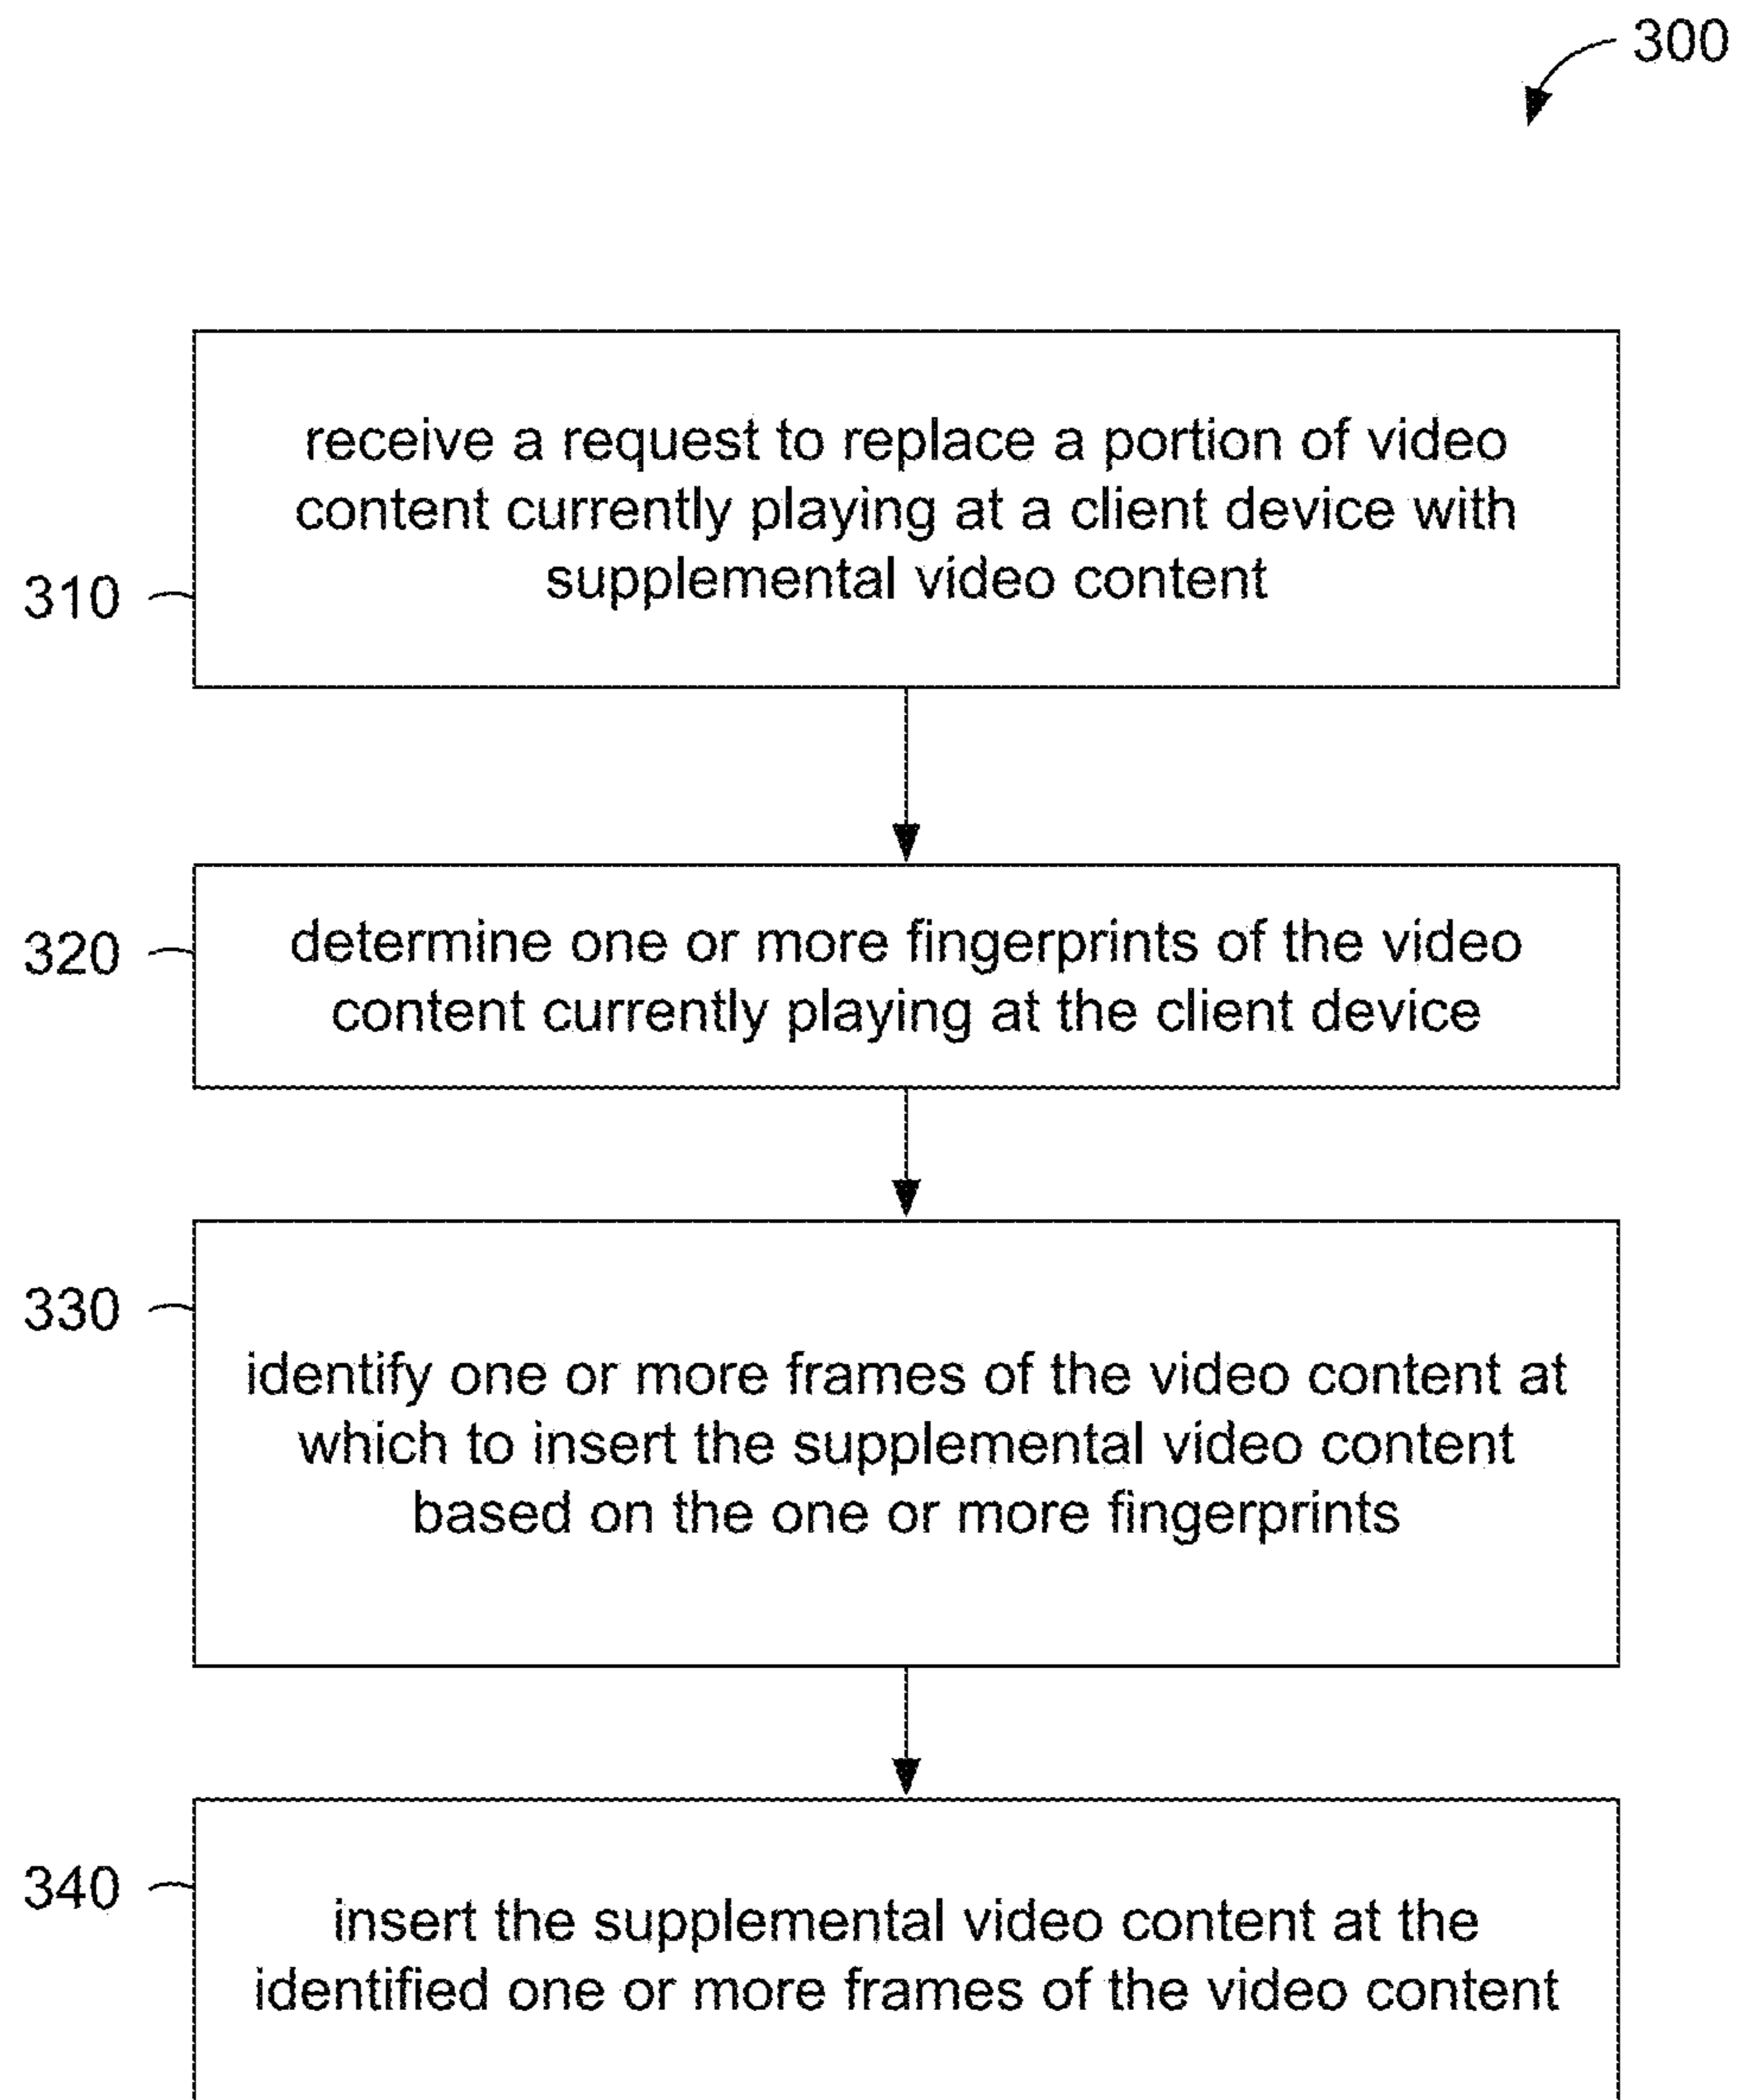 300
receive a request to replace a portion of video
content currently playing at a client device with
supplemental video content
310
320
determine one or more fingerprints of the video
content currently playing at the client device
330
identify one or more frames of the video content at
which to insert the supplemental video content
based on the one or more fingerprints
340
insert the supplemental video content at the
identified one or more frames of the video content